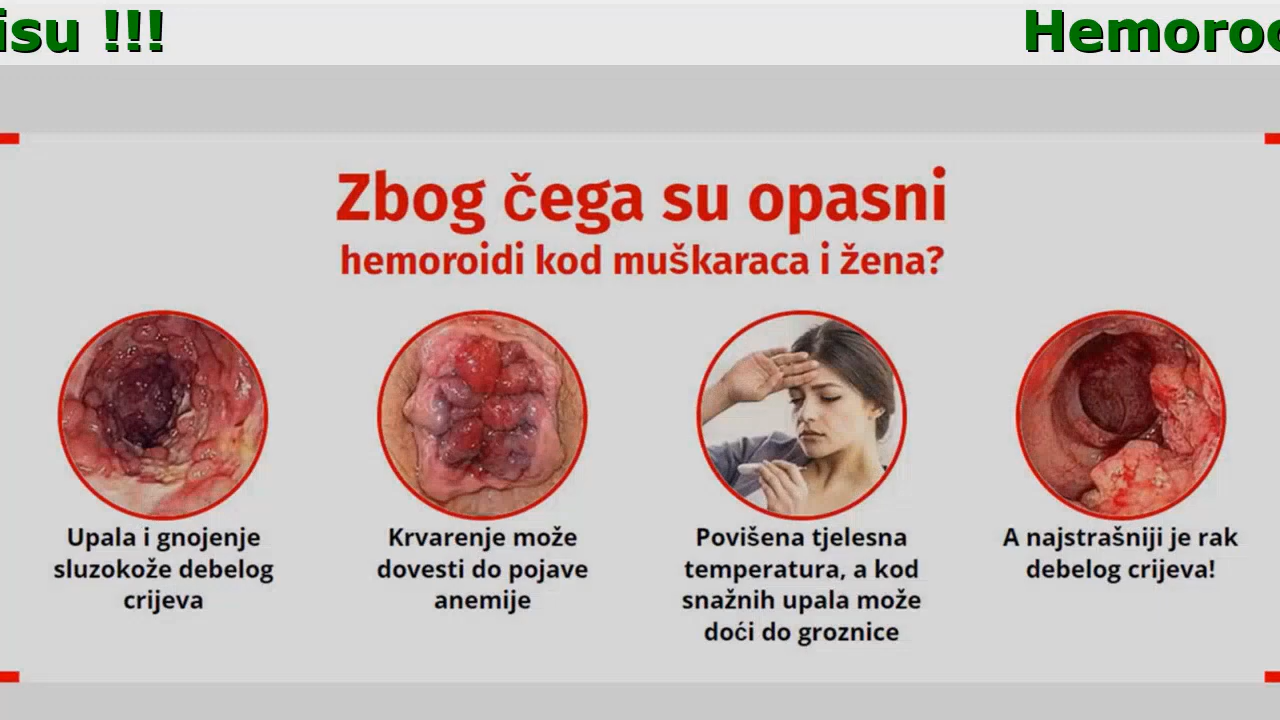 isu !!!
Hemoroc
Zbog čega su opasni
hemoroidi kod muškaraca i žena?
Upala i gnojenje
sluzokože debelog
crijeva
Krvarenje može
dovesti do pojave
anemije
Povišena tjelesna
temperatura, a kod
snažnih upala može
doći do groznice
A najstrašniji je rak
debelog crijeva!